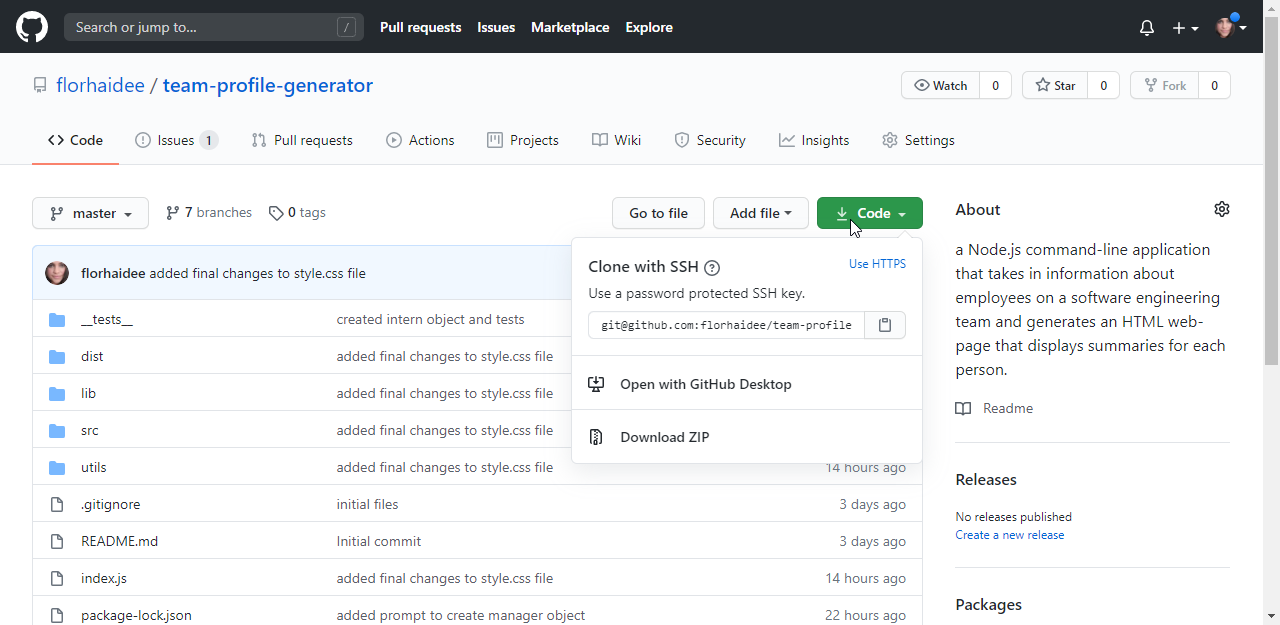 Search or jump to... / Pull requests Issues Marketplace Explore
florhaidee / team-profile-generator Watch 0 Star 0 Fork 0
Code Issues 1 Pull requests Actions Projects Wiki Security Insights Settings
master 7 branches 0 tags Go to file Add file Code
About
a Node.js command-line application
that takes in information about
employees on a software engineering
team and generates an HTML web-
page that displays summaries for each
person.
Readme
Releases
No releases published
Create a new release
Packages
Clone with SSH ? Use HTTPS
Use a password protected SSH key.
git@github.com:florhaidee/team-profile
Open with GitHub Desktop
Download ZIP
florhaidee added final changes to style.css file
__tests__ created intern object and tests
dist added final changes to style.css file
lib added final changes to style.css file
src added final changes to style.css file
utils added final changes to style.css file 14 hours ago
.gitignore initial files 3 days ago
README.md Initial commit 3 days ago
index.js added final changes to style.css file 14 hours ago
package-lock.json added prompt to create manager object 22 hours ago